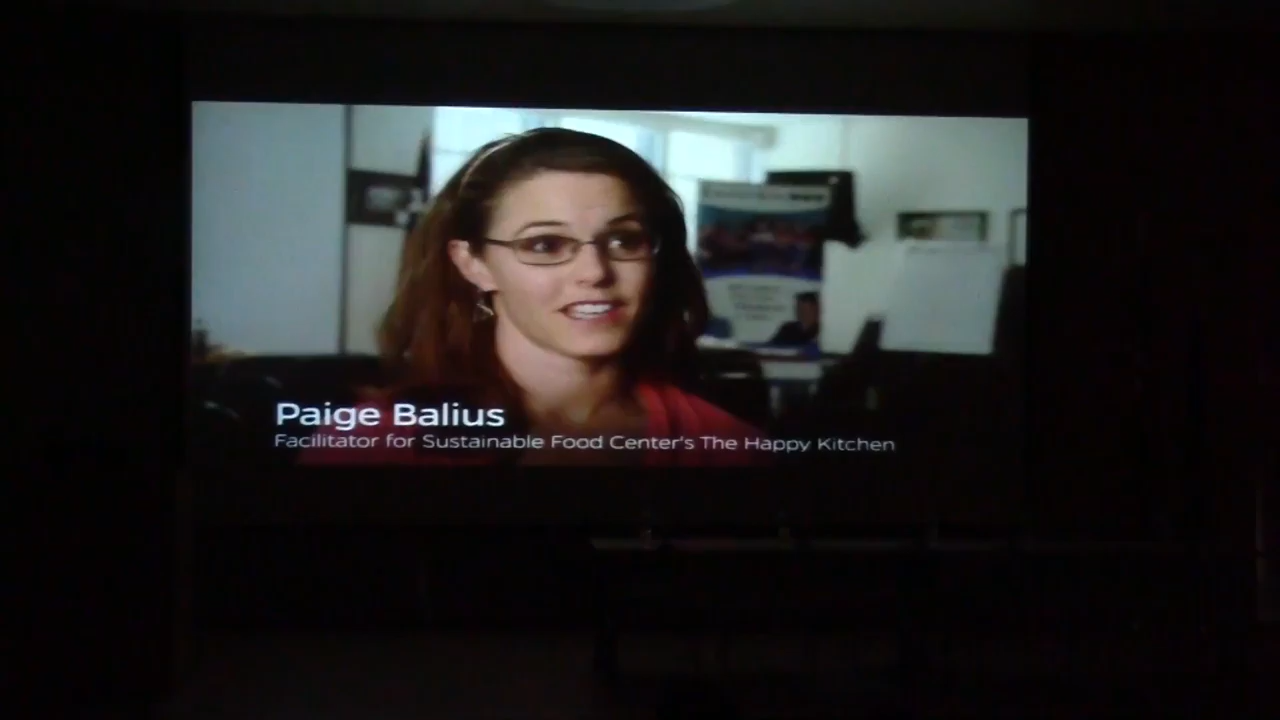 Paige Balius
Facilitator for Sustainable Food Center's The Happy Kitchen